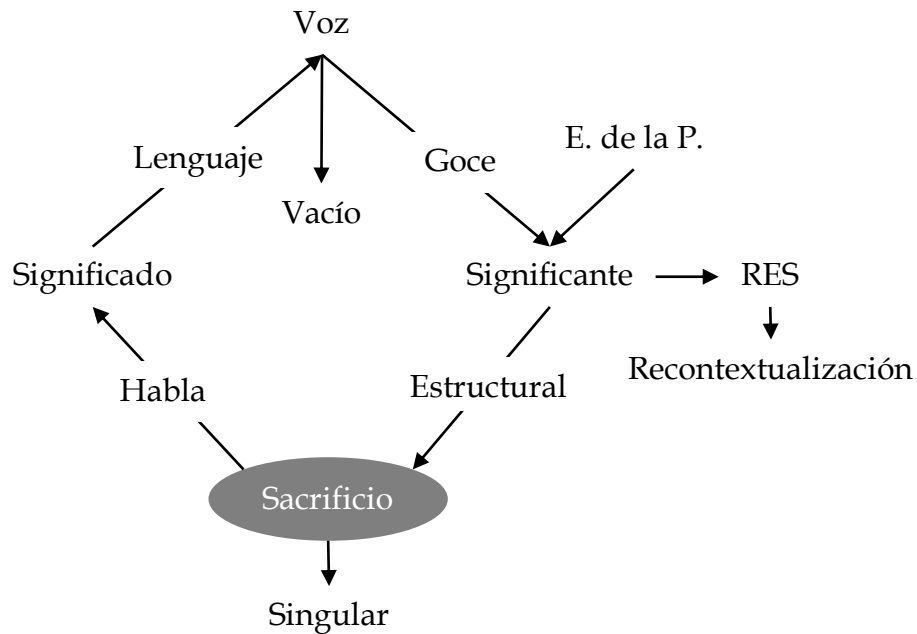 Voz
E. de la P.
Lenguaje
Goce
Vacío
Significado
Significante
RES
Recontextualización
Habla
Estructural
Sacrificio
Singular